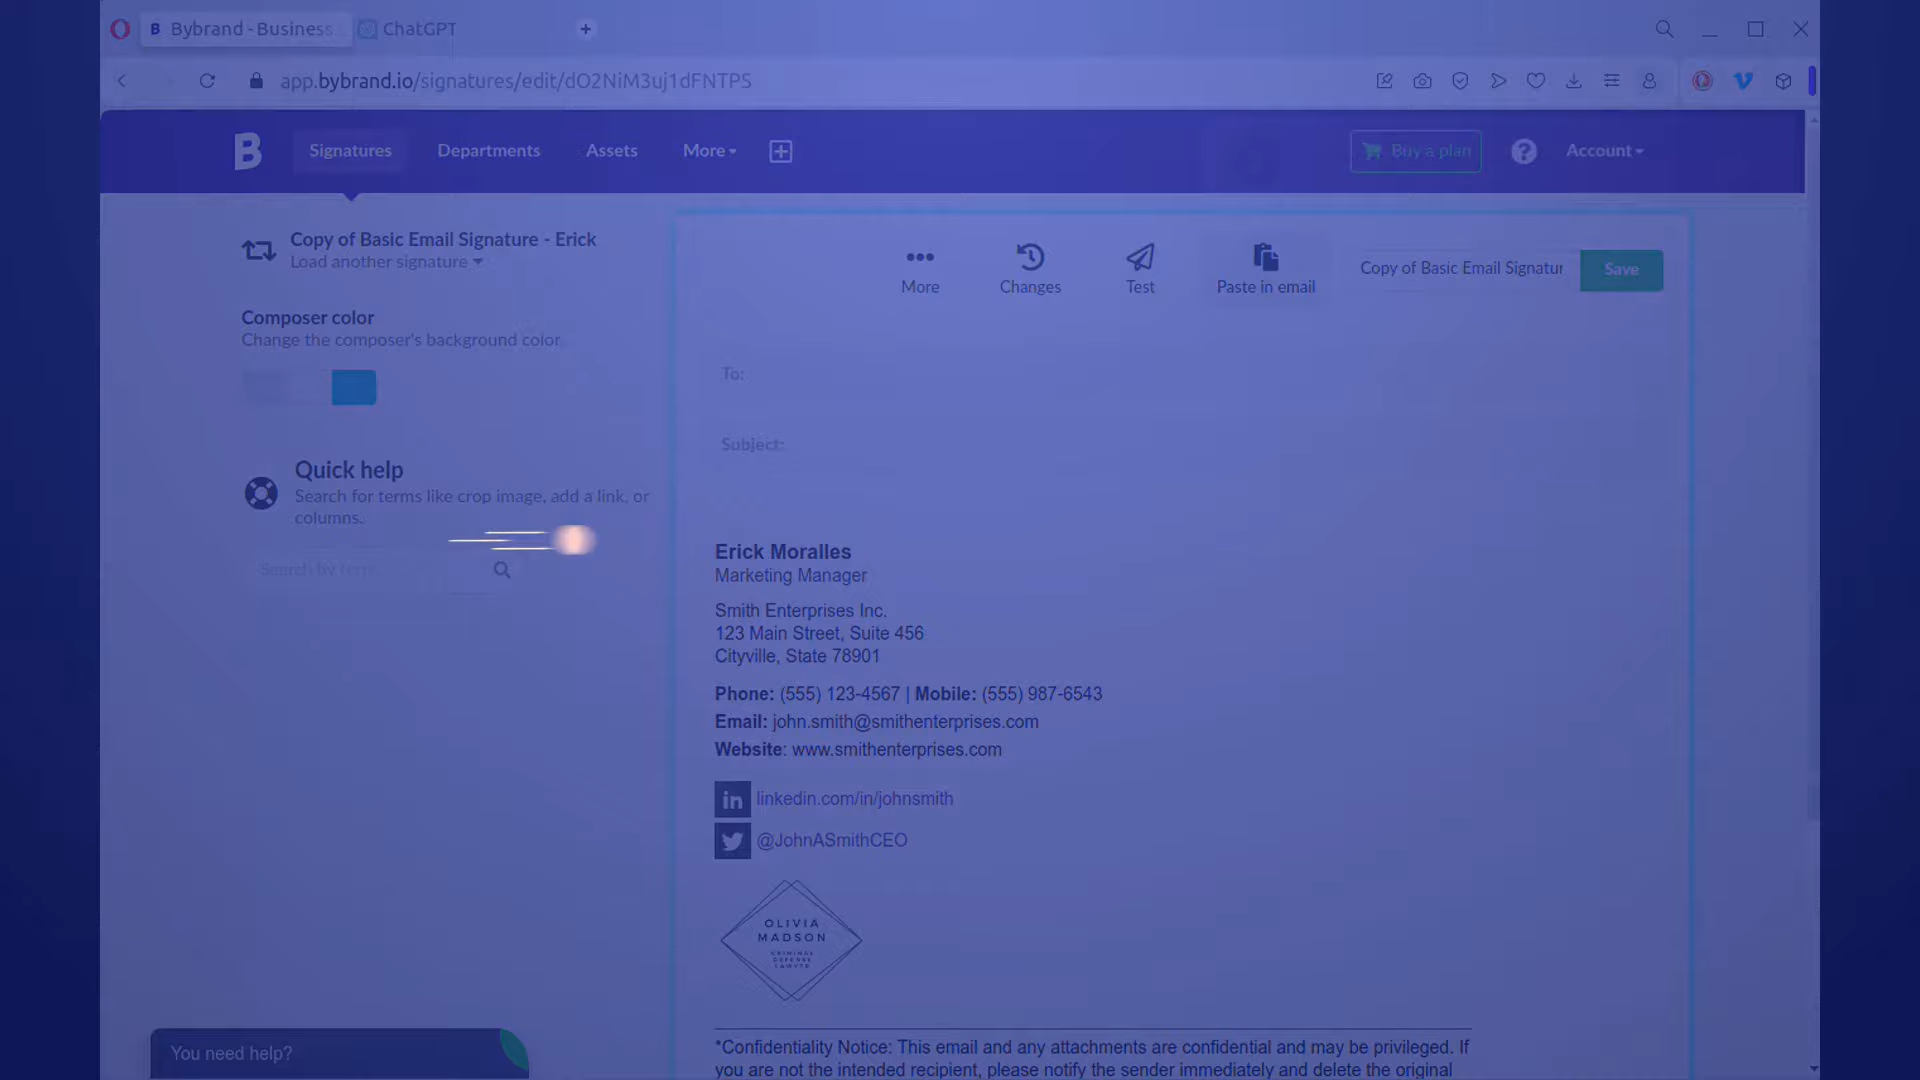 Bybrand - Business
ChatGPT
app.bybrand.io/signatures/edit/dO2NiM3uj1dFNTPS
B
Signatures
Departments
Assets
More
Buy a plan
Account
Copy of Basic Email Signature - Erick
Load another signature
Composer color
Change the composer's background color.
Quick help
Search for terms like crop image, add a link, or
columns.
Search by term...
You need help?
More
Changes
Test
Paste in email
Copy of Basic Email Signatur
Save
To:
Subject:
Erick Moralles
Marketing Manager
Smith Enterprises Inc.
123 Main Street, Suite 456
Cityville, State 78901
Phone: (555) 123-4567 | Mobile: (555) 987-6543
Email: john.smith@smithenterprises.com
Website: www.smithenterprises.com
in linkedin.com/in/johnsmith
@JohnASmithCEO
OLIVIA
MADSON
DEFENSE
*Confidentiality Notice: This email and any attachments are confidential and may be privileged. If
you are not the intended recipient, please notify the sender immediately and delete the original